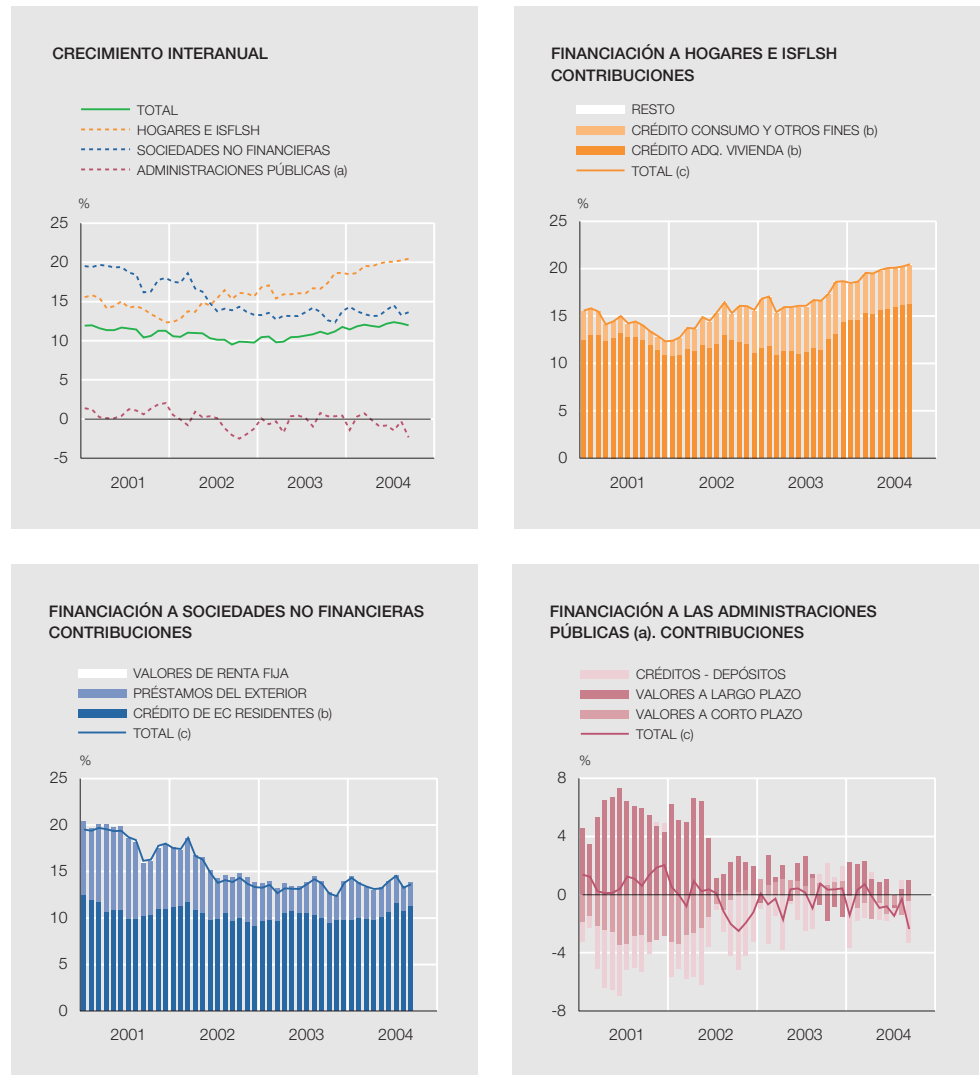 CRECIMIENTO INTERANUAL
TOTAL
HOGARES E ISFLSH
SOCIEDADES NO FINANCIERAS
ADMINISTRACIONES PÚBLICAS (a)
%
25
20
15
10
5
0
-5
2001
2002
2003
2004
FINANCIACIÓN A HOGARES E ISFLSH
CONTRIBUCIONES
RESTO
CRÉDITO CONSUMO Y OTROS FINES (b)
CRÉDITO ADQ. VIVIENDA (b)
TOTAL (c)
%
25
20
15
10
5
0
2001
2002
2003
2004
FINANCIACIÓN A SOCIEDADES NO FINANCIERAS
CONTRIBUCIONES
VALORES DE RENTA FIJA
PRÉSTAMOS DEL EXTERIOR
CRÉDITO DE EC RESIDENTES (b)
TOTAL (c)
%
25
20
15
10
5
0
2001
2002
2003
2004
FINANCIACIÓN A LAS ADMINISTRACIONES
PÚBLICAS (a). CONTRIBUCIONES
CRÉDITOS - DEPÓSITOS
VALORES A LARGO PLAZO
VALORES A CORTO PLAZO
TOTAL (c)
%
8
4
0
-4
-8
2001
2002
2003
2004